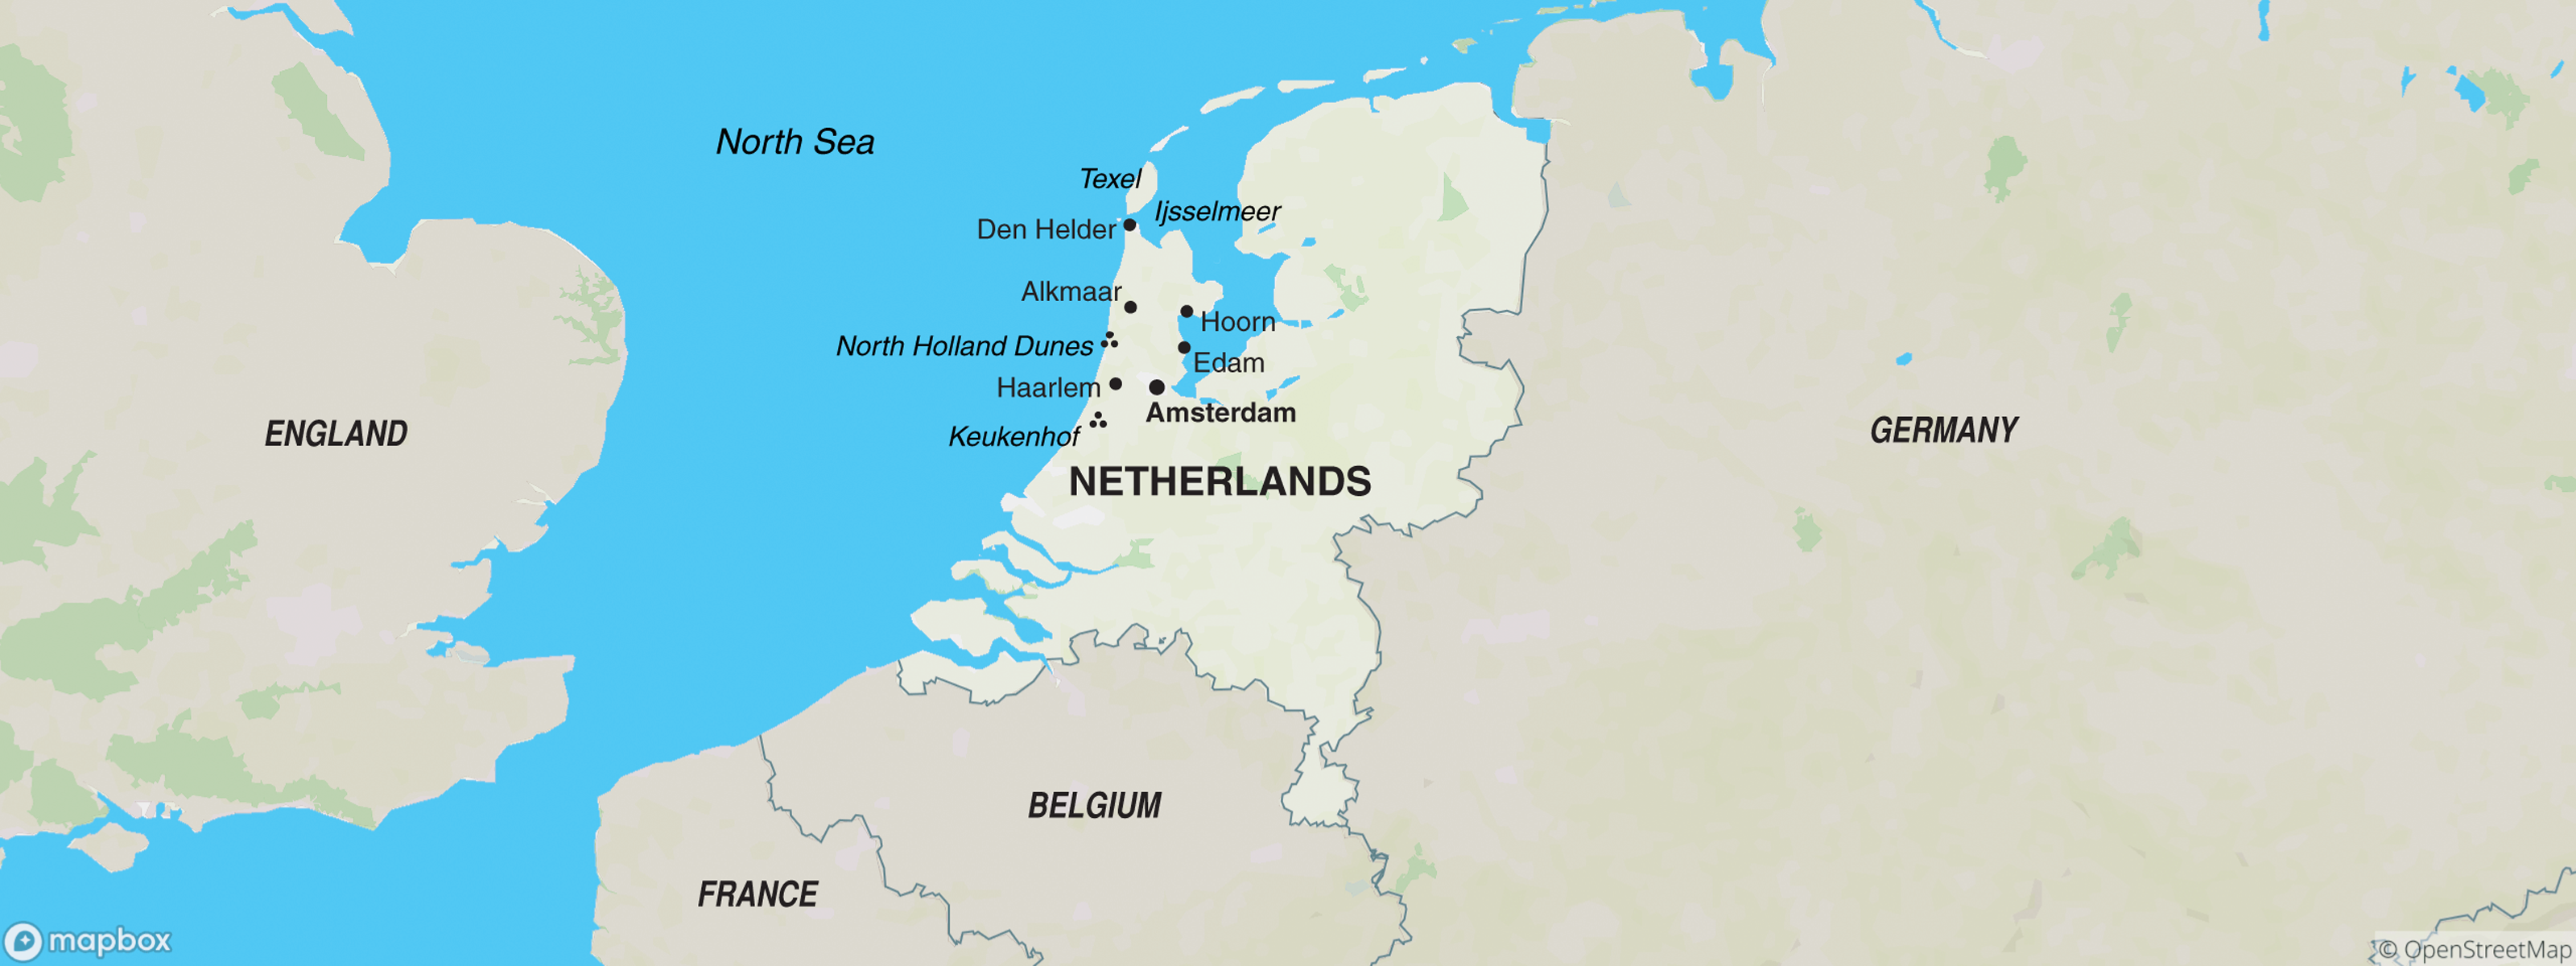 North Sea
Texel
Ijsselmeer
Den Helder
Alkmaar
Hoorn
North Holland Dunes
Edam
Haarlem
Amsterdam
Keukenhof
ENGLAND
GERMANY
NETHERLANDS
BELGIUM
FRANCE
mapbox
© OpenStreetMap